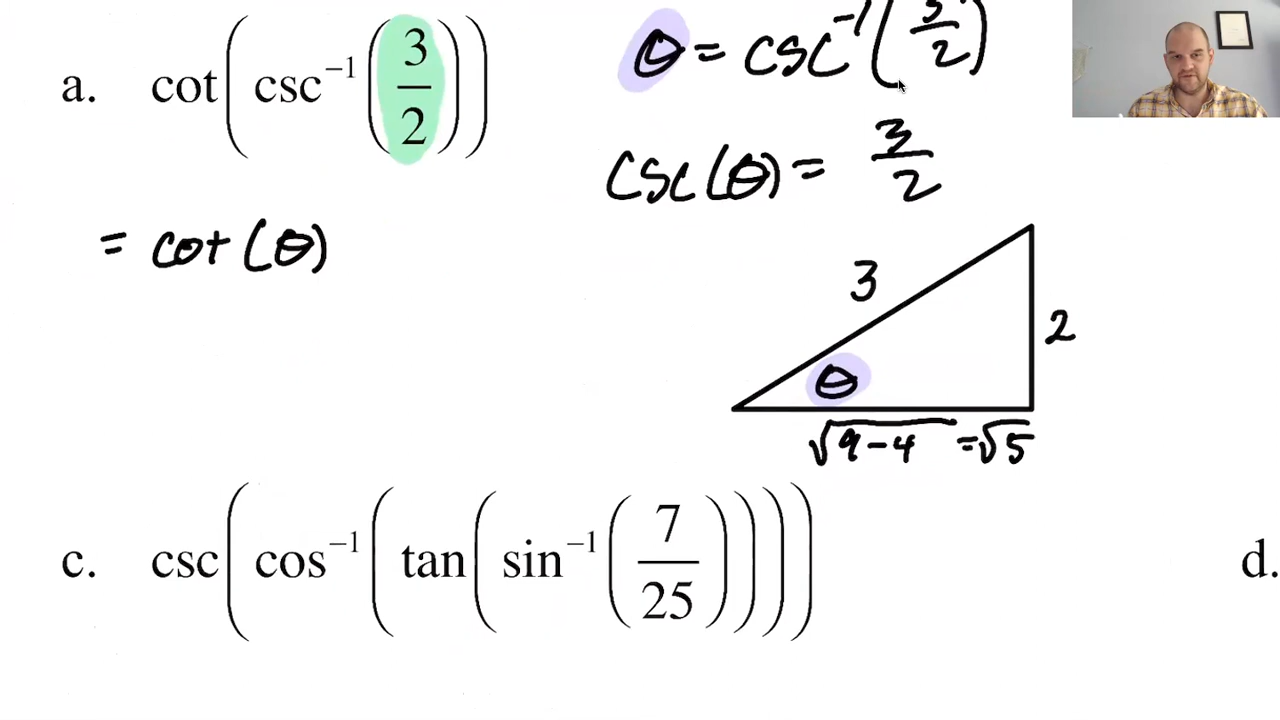 a. cot(csc⁻¹(3/2))
θ = csc⁻¹(3/2)
csc(θ) = 3/2
= cot(θ)
3
2
θ
√9-4 = √5
c. csc(cos⁻¹(tan(sin⁻¹(7/25))))
d.